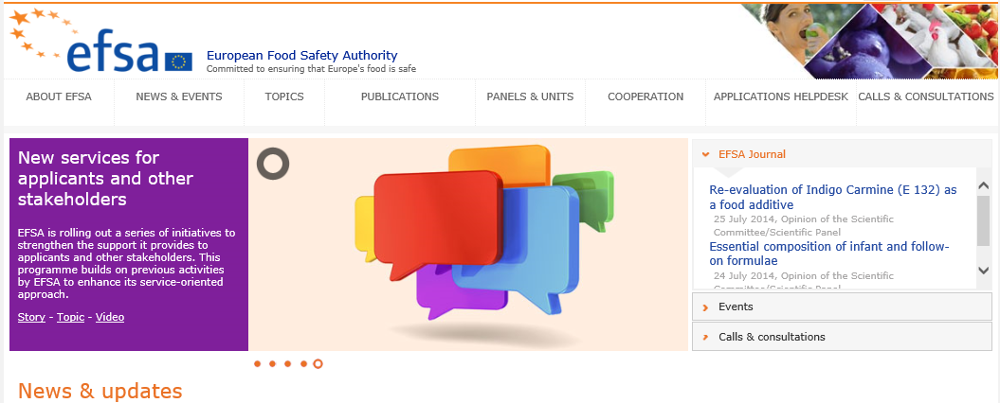 efsa
European Food Safety Authority
Committed to ensuring that Europe's food is safe
ABOUT EFSA
NEWS & EVENTS
TOPICS
PUBLICATIONS
PANELS & UNITS
COOPERATION
APPLICATIONS HELPDESK
CALLS & CONSULTATIONS
New services for
applicants and other
stakeholders
EFSA is rolling out a series of initiatives to
strengthen the support it provides to
applicants and other stakeholders. This
programme builds on previous activities
by EFSA to enhance its service-oriented
approach.
Story - Topic - Video
EFSA Journal
Re-evaluation of Indigo Carmine (E 132) as
a food additive
25 July 2014, Opinion of the Scientific
Committee/Scientific Panel
Essential composition of infant and follow-
on formulae
24 July 2014, Opinion of the Scientific
Committee/Scientific Panel
Events
Calls & consultations
News & updates